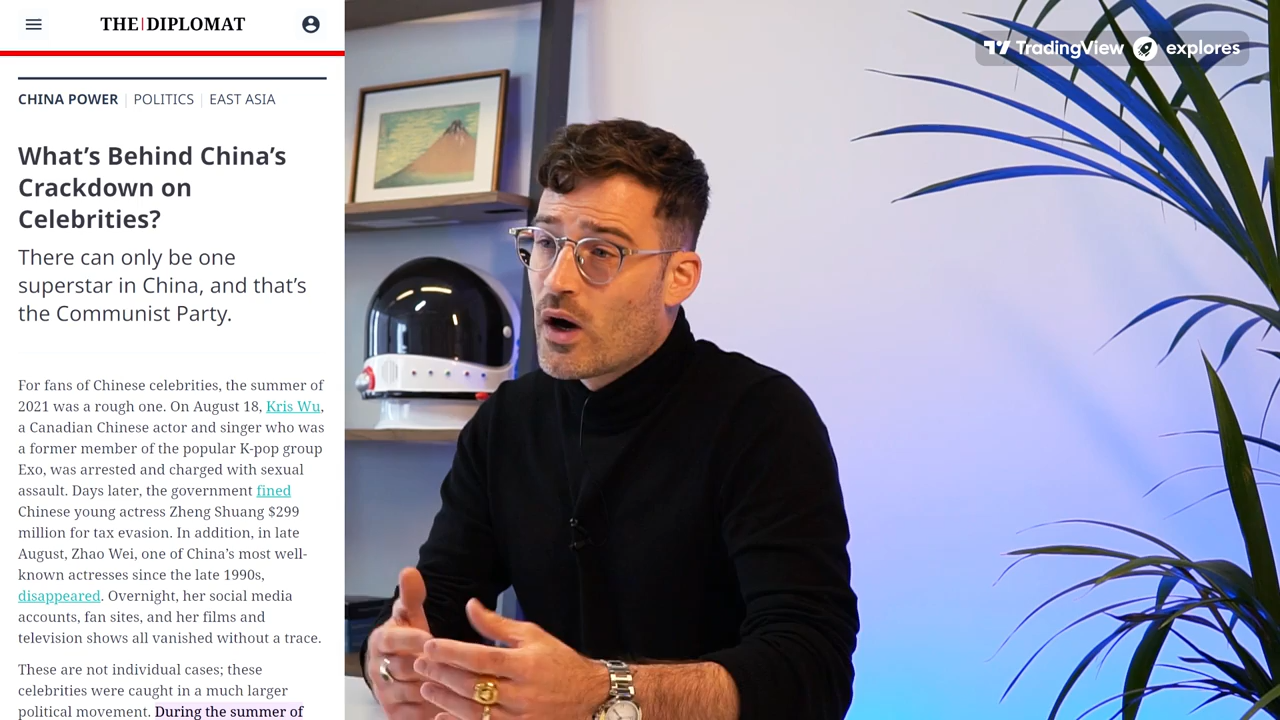 THE|DIPLOMAT
TradingView explores
CHINA POWER | POLITICS | EAST ASIA
What’s Behind China’s
Crackdown on
Celebrities?
There can only be one
superstar in China, and that’s
the Communist Party.
For fans of Chinese celebrities, the summer of
2021 was a rough one. On August 18, Kris Wu,
a Canadian Chinese actor and singer who was
a former member of the popular K-pop group
Exo, was arrested and charged with sexual
assault. Days later, the government fined
Chinese young actress Zheng Shuang $299
million for tax evasion. In addition, in late
August, Zhao Wei, one of China’s most well-
known actresses since the late 1990s,
disappeared. Overnight, her social media
accounts, fan sites, and her films and
television shows all vanished without a trace.
These are not individual cases; these
celebrities were caught in a much larger
political movement. During the summer of